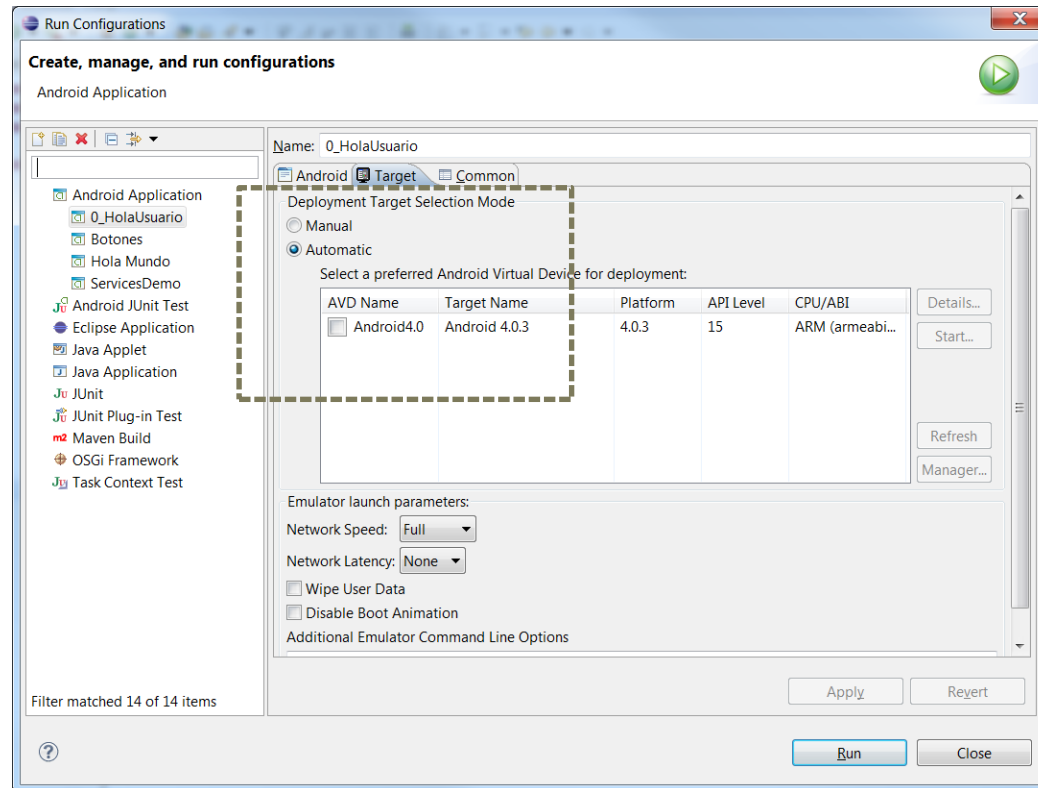 Run Configurations
X
Create, manage, and run configurations
Android Application
Name: 0_HolaUsuario
Android Target Common
Android Application
0_HolaUsuario
Botones
Hola Mundo
ServicesDemo
Android JUnit Test
Eclipse Application
Java Applet
Java Application
JUnit
JUnit Plug-in Test
Maven Build
OSGi Framework
Task Context Test
Filter matched 14 of 14 items
Deployment Target Selection Mode
Manual
Automatic
Select a preferred Android Virtual Device for deployment:
AVD Name Target Name Platform API Level CPU/ABI
Android4.0 Android 4.0.3 4.0.3 15 ARM (armeabi...
Details...
Start...
Refresh
Manager...
Emulator launch parameters:
Network Speed: Full
Network Latency: None
Wipe User Data
Disable Boot Animation
Additional Emulator Command Line Options
Apply Revert
? Run Close